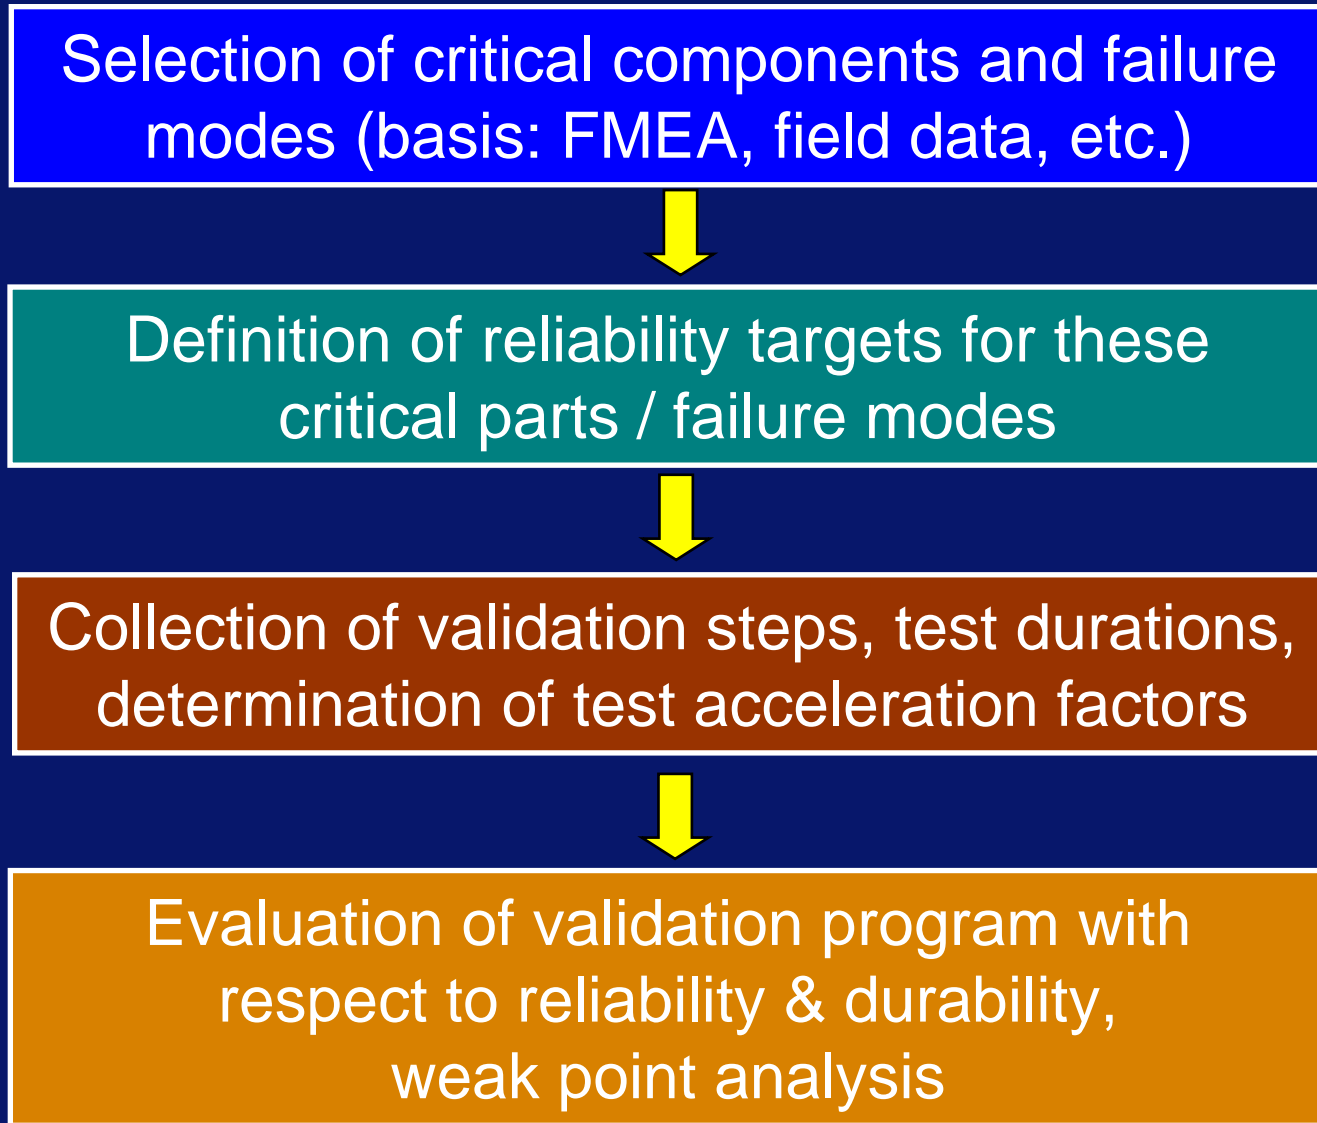 Selection of critical components and failure
modes (basis: FMEA, field data, etc.)
Definition of reliability targets for these
critical parts / failure modes
Collection of validation steps, test durations,
determination of test acceleration factors
Evaluation of validation program with
respect to reliability & durability,
weak point analysis